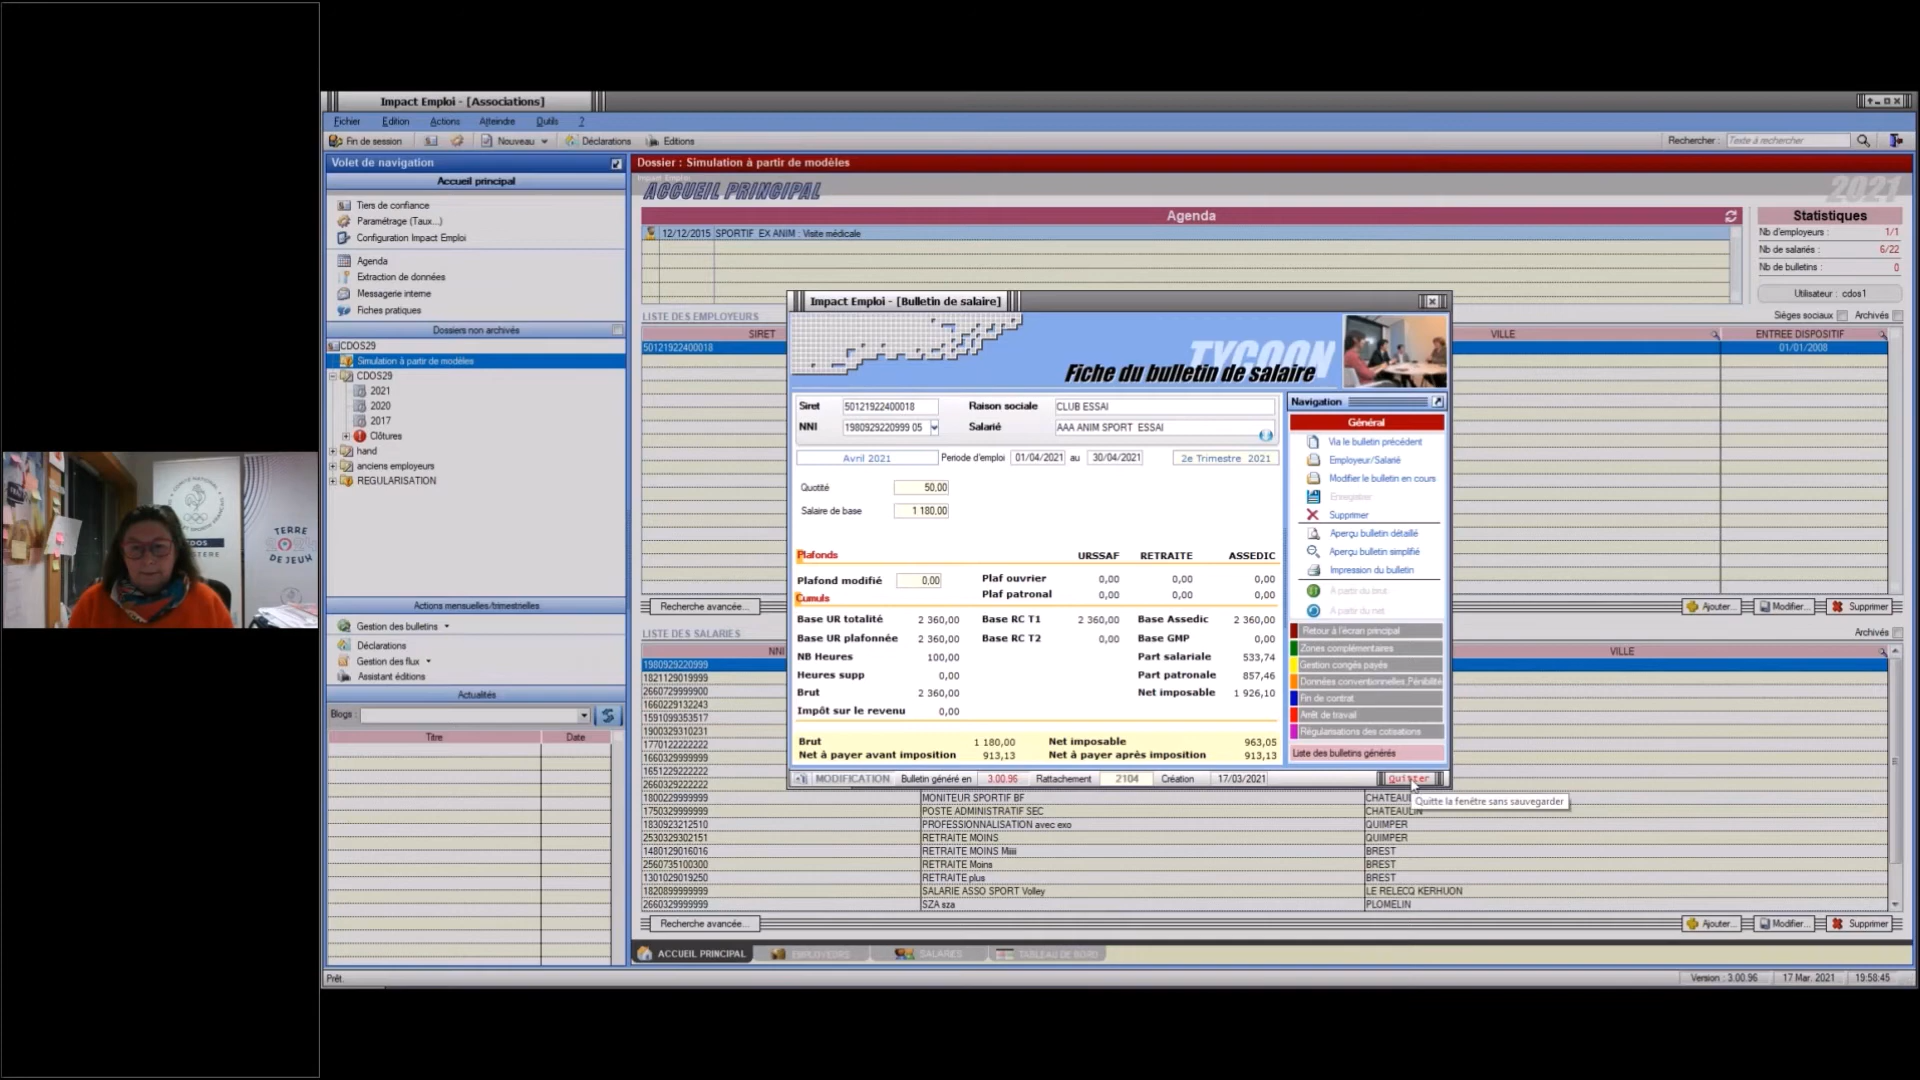 Impact Emploi - [Associations]
Fichier Edition Actions Atteindre Outils ?
Fin de session Nouveau Déclarations Editions Rechercher : Texte à rechercher
Volet de navigation
Accueil principal
Tiers de confiance
Paramétrage (Taux...)
Configuration Impact Emploi
Agenda
Extraction de données
Messagerie interne
Fiches pratiques
Dossiers non archivés
CDOS29
Simulation à partir de modèles
CDOS29
2021
2020
2017
Clôtures
hand
anciens employeurs
REGULARISATION
Actions mensuelles/trimestrielles
Gestion des bulletins
Déclarations
Gestion des flux
Assistant éditions
Actualités
Blogs :
Titre Date
Dossier : Simulation à partir de modèles
Impact Emploi
ACCUEIL PRINCIPAL 2021
Agenda
12/12/2015 SPORTIF EX ANIM : Visite médicale
Statistiques
Nb d'employeurs : 1/1
Nb de salariés : 6/22
Nb de bulletins : 0
Utilisateur : cdos1
LISTE DES EMPLOYEURS Sièges sociaux Archivés
SIRET VILLE ENTREE DISPOSITIF
50121922400018 01/01/2008
Impact Emploi - [Bulletin de salaire]
TYCOON
Fiche du bulletin de salaire
Siret 50121922400018 Raison sociale CLUB ESSAI
NNI 1980929220999 05 Salarié AAA ANIM SPORT ESSAI
Avril 2021 Periode d'emploi 01/04/2021 au 30/04/2021 2e Trimestre 2021
Quotité 50,00
Salaire de base 1 180,00
Plafonds URSSAF RETRAITE ASSEDIC
Plafond modifié 0,00 Plaf ouvrier 0,00 0,00 0,00
Plaf patronal 0,00 0,00 0,00
Cumuls
Base UR totalité 2 360,00 Base RC T1 2 360,00 Base Assedic 2 360,00
Base UR plafonnée 2 360,00 Base RC T2 0,00 Base GMP 0,00
NB Heures 100,00 Part salariale 533,74
Heures supp 0,00 Part patronale 857,46
Brut 2 360,00 Net imposable 1 926,10
Impôt sur le revenu 0,00
Brut 1 180,00 Net imposable 963,05
Net à payer avant imposition 913,13 Net à payer après imposition 913,13
MODIFICATION Bulletin généré en 3.00.96 Rattachement 2104 Création 17/03/2021 Quitter
Quitte la fenêtre sans sauvegarder
Navigation
Général
Via le bulletin précédent
Employeur/Salarié
Modifier le bulletin en cours
Enregistrer
Supprimer
Aperçu bulletin détaillé
Aperçu bulletin simplifié
Impression du bulletin
A partir du brut
A partir du net
Retour à l'écran principal
Zones complémentaires
Gestion congés payés
Données conventionnelles,Pénibilité
Fin de contrat
Arrêt de travail
Régularisations des cotisations
Liste des bulletins générés
Recherche avancée... Ajouter... Modifier... Supprimer
LISTE DES SALARIES Archivés
NNI VILLE
1980929220999
1821129019999
2660729999900
1660229132243
1591099353517
1900329310231
1770122222222
1660329999999
1651229222222
2660329222222
1800229999999 MONITEUR SPORTIF BF CHATEAULIN
1750329999999 POSTE ADMINISTRATIF SEC CHATEAULIN
1830923212510 PROFESSIONNALISATION avec exo QUIMPER
2530329302151 RETRAITE MOINS QUIMPER
1480129016016 RETRAITE MOINS Miiii BREST
2560735100300 RETRAITE Moins BREST
1301029019250 RETRAITE plus BREST
1820899999999 SALARIE ASSO SPORT Volley LE RELECQ KERHUON
2660329999999 SZA sza PLOMELIN
Recherche avancée... Ajouter... Modifier... Supprimer
ACCUEIL PRINCIPAL EMPLOYEURS SALARIES TABLEAU DE BORD
Prêt. Version : 3.00.96 17 Mar. 2021 19:58:45
TERRE
DE JEUX